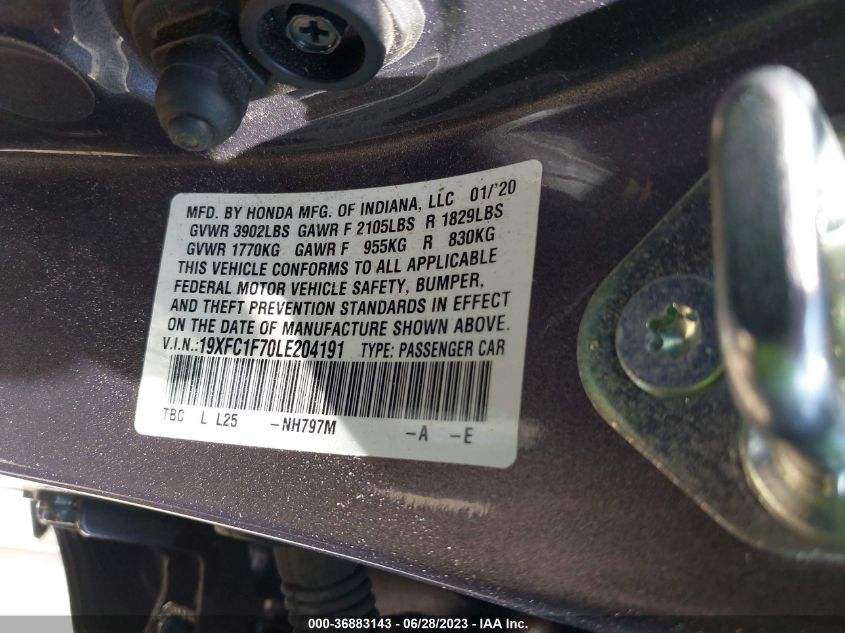 MFD. BY HONDA MFG. OF INDIANA, LLC 01/'20
GVWR 3902LBS GAWR F 2105LBS R 1829LBS
GVWR 1770KG GAWR F 955KG R 830KG
THIS VEHICLE CONFORMS TO ALL APPLICABLE
FEDERAL MOTOR VEHICLE SAFETY, BUMPER,
AND THEFT PREVENTION STANDARDS IN EFFECT
ON THE DATE OF MANUFACTURE SHOWN ABOVE.
V.I.N.:19XFC1F70LE204191 TYPE: PASSENGER CAR
TBC L L25 -NH797M -A -E
000-36883143 - 06/28/2023 - IAA Inc.